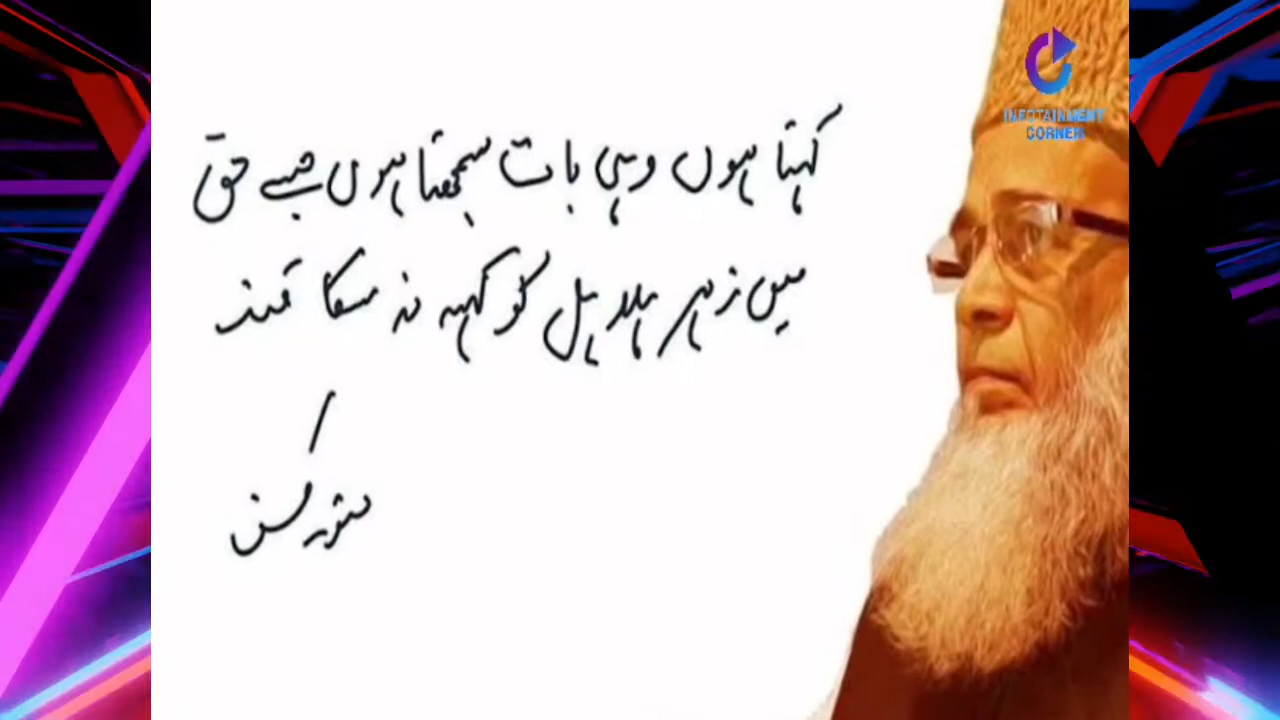 INFOTAINMENT
CORNER
کہتا ہوں وہی بات سمجھتا ہوں جسے حق
میں زہر ہلاہل کو کہہ نہ سکا قند
منور حسن